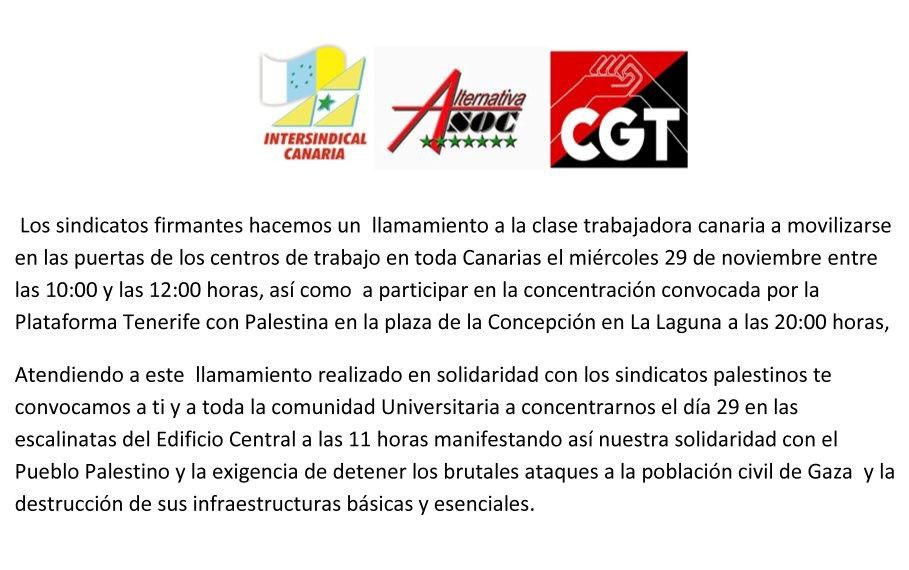 INTERSINDICAL
CANARIA
Alternativa
ASOC
CGT
Los sindicatos firmantes hacemos un llamamiento a la clase trabajadora canaria a movilizarse
en las puertas de los centros de trabajo en toda Canarias el miércoles 29 de noviembre entre
las 10:00 y las 12:00 horas, así como a participar en la concentración convocada por la
Plataforma Tenerife con Palestina en la plaza de la Concepción en La Laguna a las 20:00 horas,
Atendiendo a este llamamiento realizado en solidaridad con los sindicatos palestinos te
convocamos a ti y a toda la comunidad Universitaria a concentrarnos el día 29 en las
escalinatas del Edificio Central a las 11 horas manifestando así nuestra solidaridad con el
Pueblo Palestino y la exigencia de detener los brutales ataques a la población civil de Gaza y la
destrucción de sus infraestructuras básicas y esenciales.